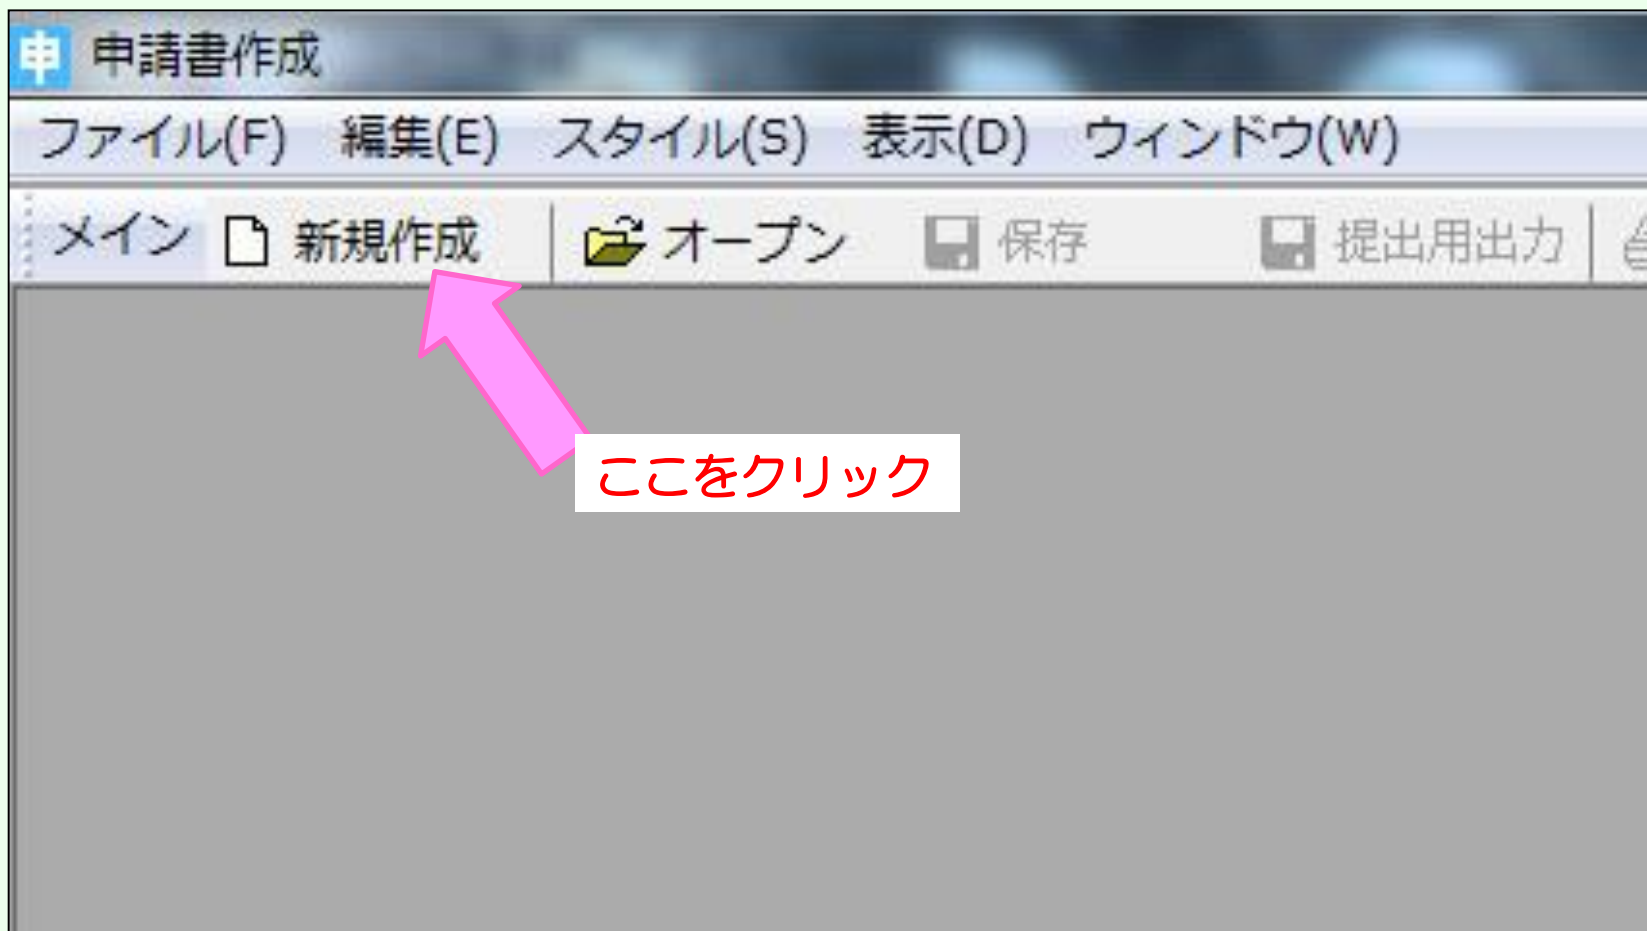 申 申請書作成
ファイル(F) 編集(E) スタイル(S) 表示(D) ウィンドウ(W)
メイン 新規作成 オープン 保存 提出用出力
ここをクリック